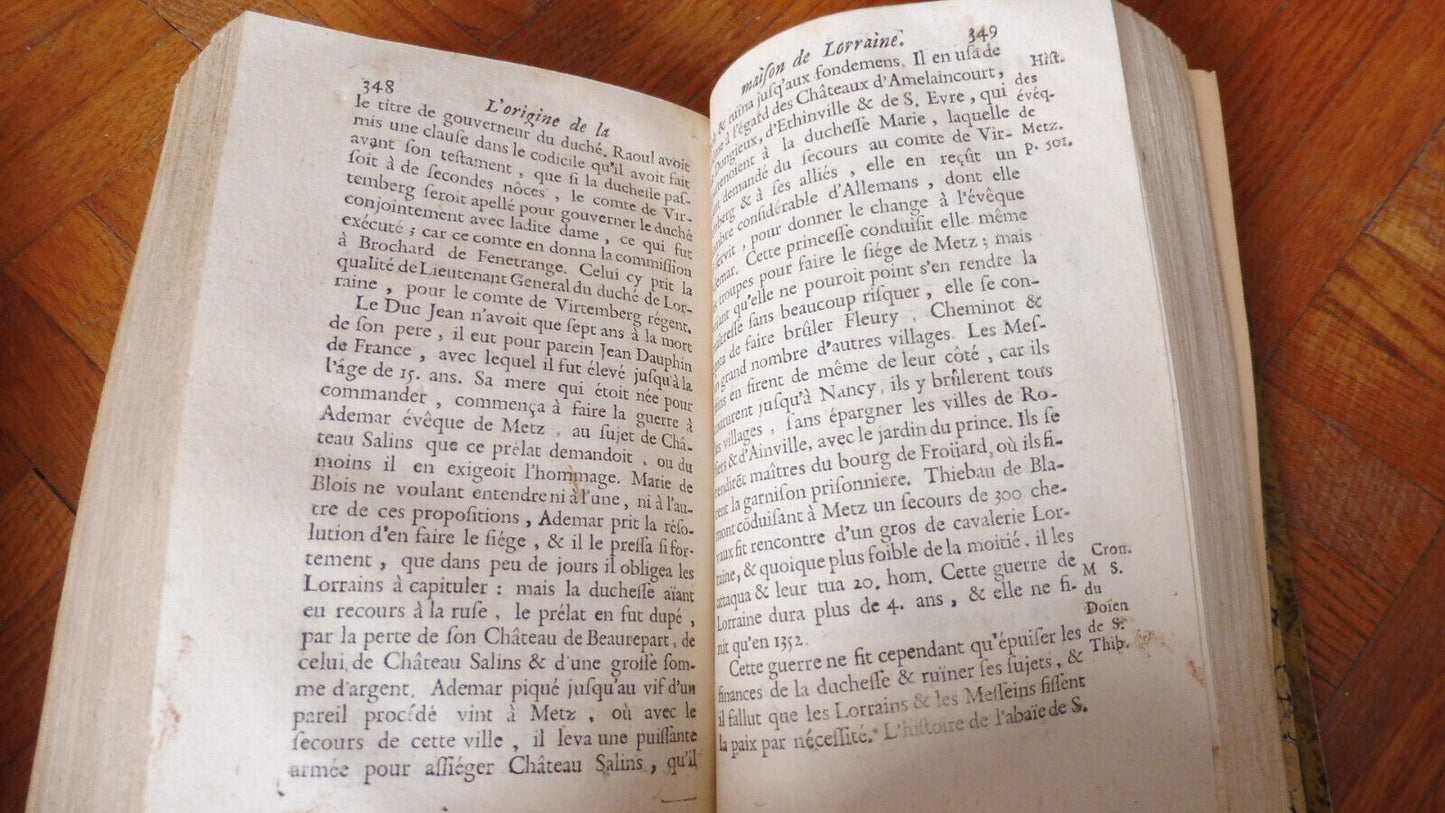 348
L'origine de la
le titre de gouverneur du duché. Raoul avoit
mis une clauſe dans le codicile qu'il avoit fait
avant ſon teſtament, que ſi la ducheſſe paſ-
ſoit à de ſecondes nôces, le comte de Vir-
temberg ſeroit apellé pour gouverner le duché
conjointement avec ladite dame, ce qui fut
exécuté; car ce comte en donna la commiſſion
à Brochard de Fenetrange. Celui cy prit la
qualité de Lieutenant General du duché de Lor-
raine, pour le comte de Virtemberg régent.
Le Duc Jean n'avoit que ſept ans à la mort
de ſon pere, il eut pour parein Jean Dauphin
de France, avec lequel il fut élevé juſqu'à la
l'âge de 15. ans. Sa mere qui étoit née pour
commander, commença à faire la guerre à
Ademar évêque de Metz, au ſujet de Châ-
teau Salins que ce prélat demandoit, ou du
moins il en exigeoit l'hommage. Marie de
Blois ne voulant entendre ni à l'une, ni à l'au-
tre de ces propoſitions, Ademar prit la réſo-
lution d'en faire le ſiége, & il le preſſa ſi for-
tement, que dans peu de jours il obligea les
Lorrains à capituler: mais la ducheſſe aïant
eu recours à la ruſe, le prélat en fut dupé,
par la perte de ſon Château de Beaurepart, de
celui de Château Salins & d'une groſſe ſom-
me d'argent. Ademar piqué juſqu'au vif d'un
pareil procédé vint à Metz, où avec le
ſecours de cette ville, il leva une puiſſante
armée pour aſſiéger Château Salins, qu'il
349
maiſon de Lorraine.
& ruina juſqu'aux fondemens. Il en uſa de
à l'égard des Châteaux d'Amelaincourt,
Dongieux, d'Ethinville & de S. Evre, qui
à la ducheſſe Marie, laquelle
demandé du ſecours au comte de Vir-
& à ſes alliés, elle en reçût un
conſidérable d'Allemans, dont elle
, pour donner le change à l'évêque
Cette princeſſe conduiſit elle même
troupes pour faire le ſiége de Metz; mais
qu'elle ne pouroit point s'en rendre la
ſans beaucoup riſquer, elle ſe con-
de faire brûler Fleury, Cheminot &
grand nombre d'autres villages. Les Meſ-
en firent de même de leur côté, car ils
juſqu'à Nancy, ils y brûlerent tous
villages, ſans épargner les villes de Ro-
& d'Ainville, avec le jardin du prince. Ils ſe
maîtres du bourg de Froüard, où ils fi-
la garniſon priſonniere. Thiebau de Bla-
mont cõduiſant à Metz un ſecours de 300 che-
vaux fit rencontre d'un gros de cavalerie Lor-
raine, & quoique plus foible de la moitié, il les
attaqua & leur tua 20. hom. Cette guerre de
Lorraine dura plus de 4. ans, & elle ne fi-
nit qu'en 1352.
Cette guerre ne fit cependant qu'épuiſer les
finances de la ducheſſe & ruïner ſes ſujets, &
il fallut que les Lorrains & les Meſſeins fiſſent
la paix par néceſſité. L'hiſtoire de l'abaïe de S.
Hiſt.
des
évêq.
de
Metz.
p. 501.
Cron.
M S.
du
Doïen
de S.
Thib.